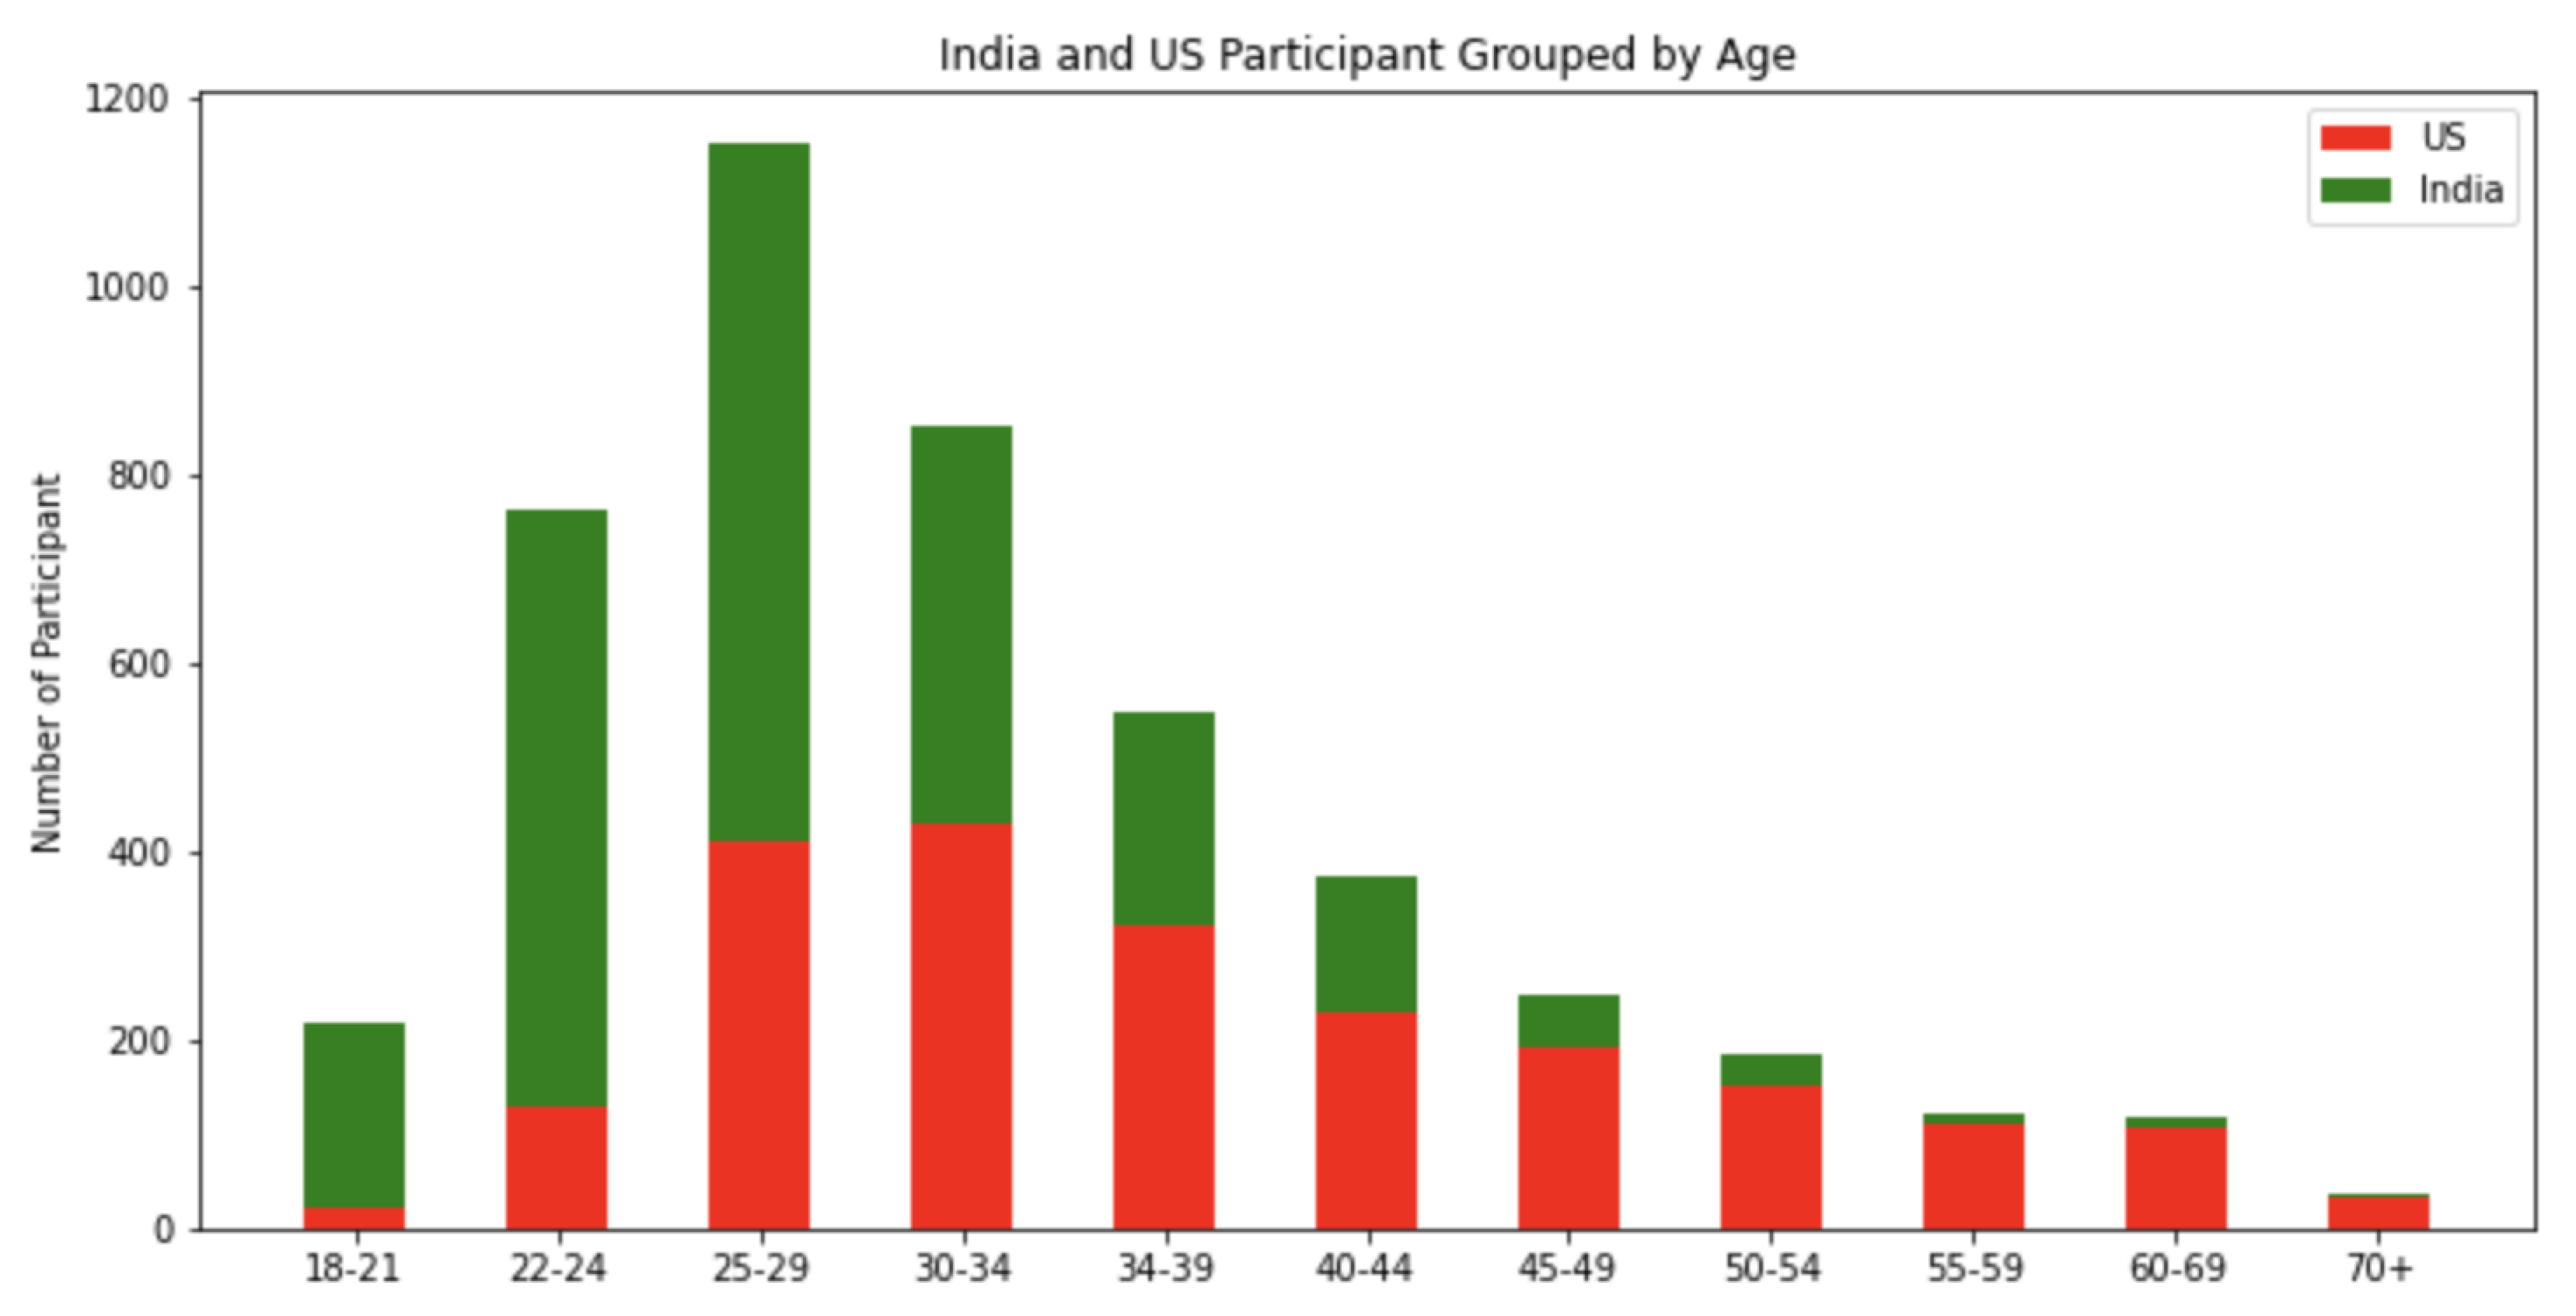 India and US Participant Grouped by Age
US
India
Number of Participant
1200
1000
800
600
400
200
0
18-21 22-24 25-29 30-34 34-39 40-44 45-49 50-54 55-59 60-69 70+